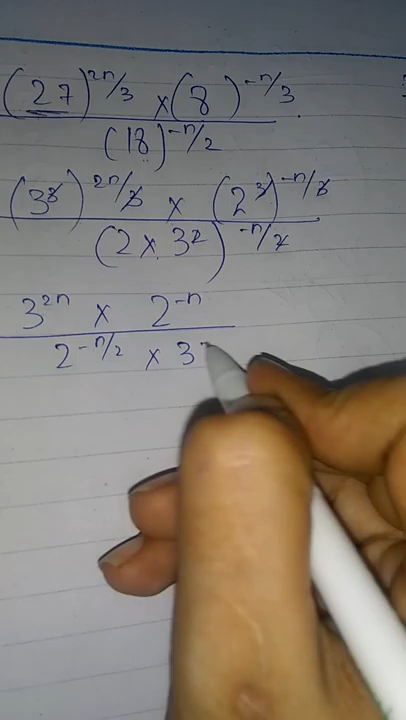 (27)^{2n/3} × (8)^{-n/3}
(18)^{-n/2}
(3^3)^{2n/3} × (2^3)^{-n/3}
(2 × 3^2)^{-n/2}
3^{2n} × 2^{-n}
2^{-n/2} × 3